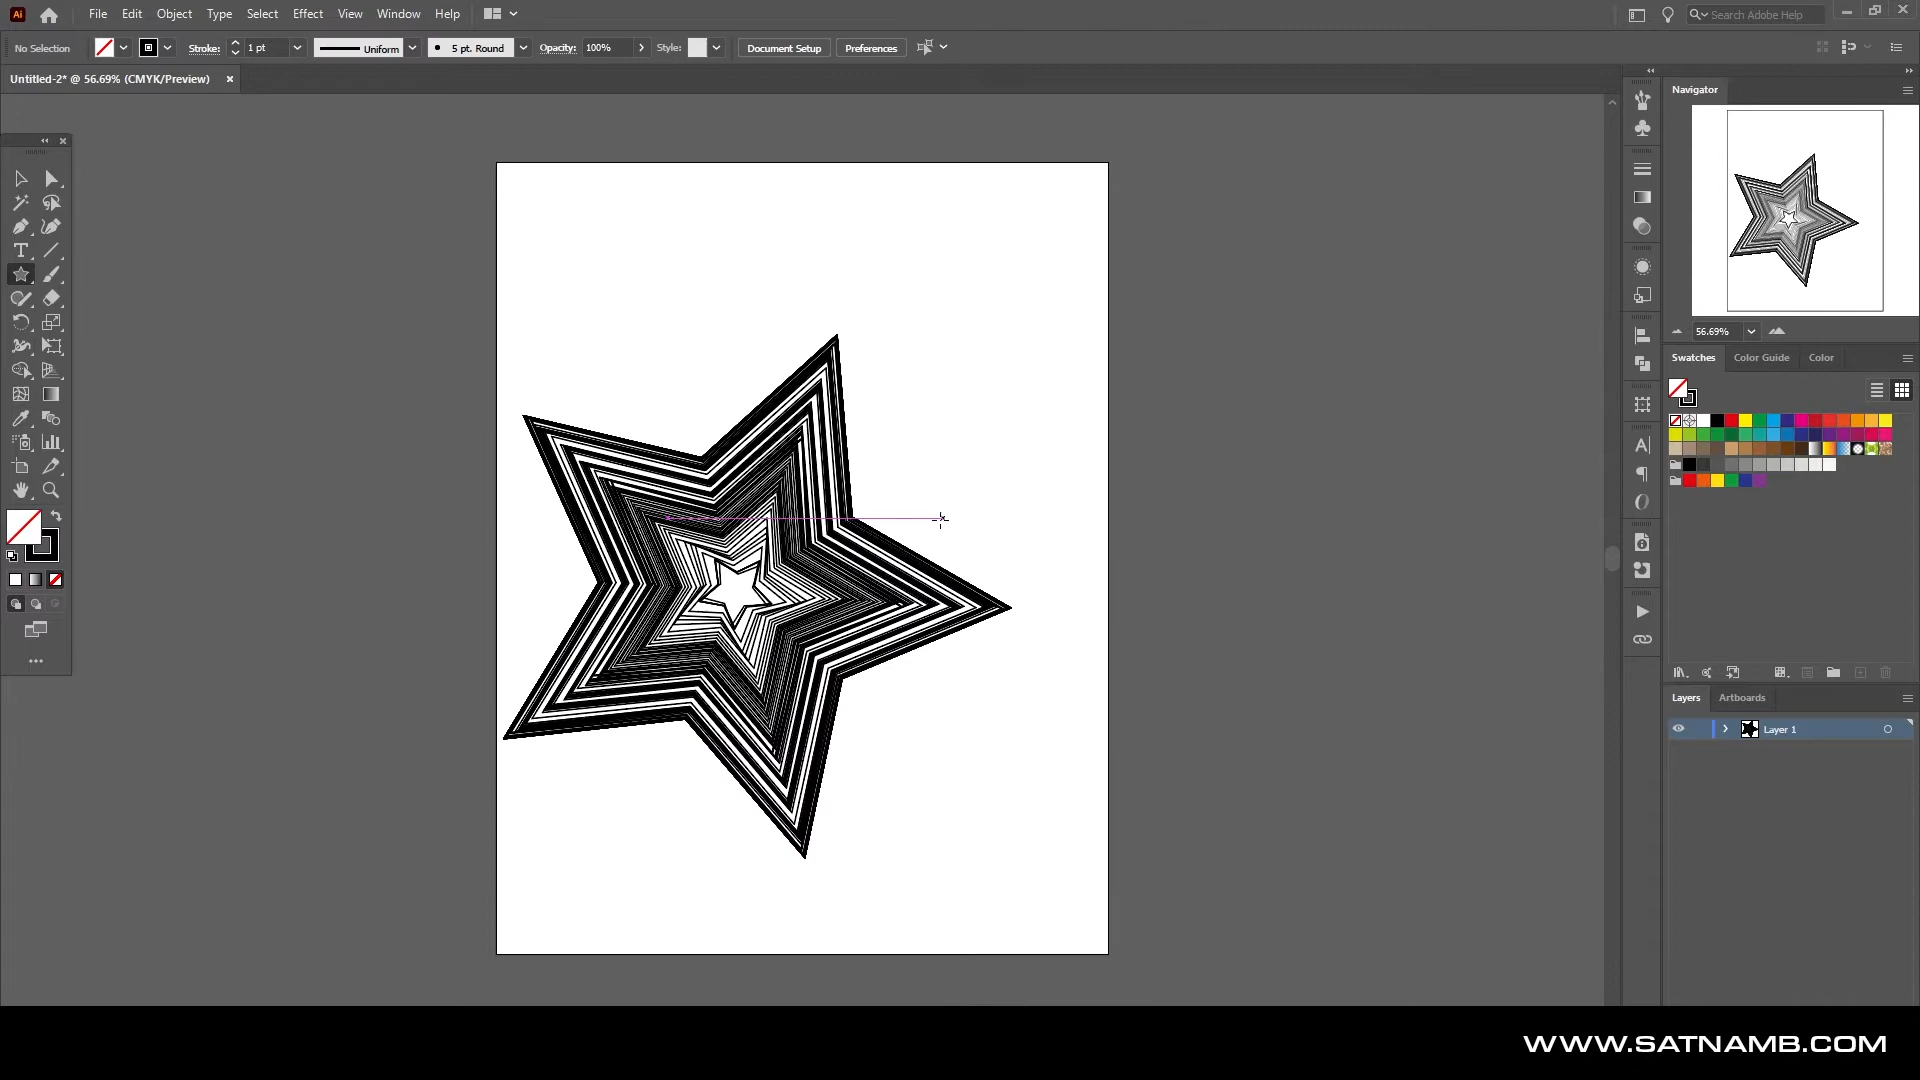 Ai File Edit Object Type Select Effect View Window Help Search Adobe Help
No Selection Stroke: 1 pt Uniform 5 pt. Round Opacity: 100% Style: Document Setup Preferences
Untitled-2* @ 56.69% (CMYK/Preview)
Navigator
56.69%
Swatches Color Guide Color
Layers Artboards
Layer 1
WWW.SATNAMB.COM